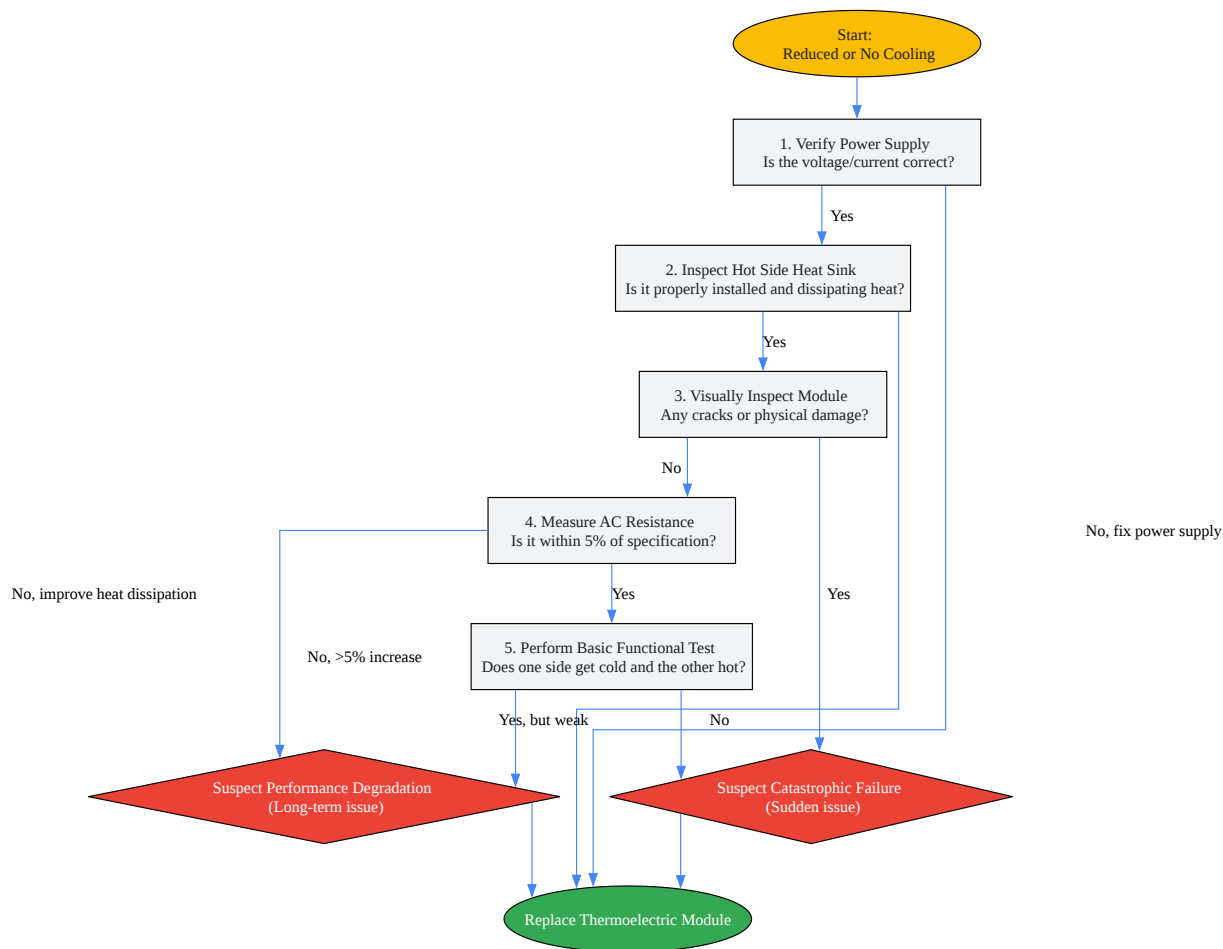 Start:
Reduced or No Cooling
1. Verify Power Supply
Is the voltage/current correct?
Yes
2. Inspect Hot Side Heat Sink
Is it properly installed and dissipating heat?
Yes
3. Visually Inspect Module
Any cracks or physical damage?
No
4. Measure AC Resistance
Is it within 5% of specification?
No, fix power supply
No, improve heat dissipation
Yes
Yes
5. Perform Basic Functional Test
Does one side get cold and the other hot?
No, >5% increase
Yes, but weak
No
Suspect Performance Degradation
(Long-term issue)
Suspect Catastrophic Failure
(Sudden issue)
Replace Thermoelectric Module